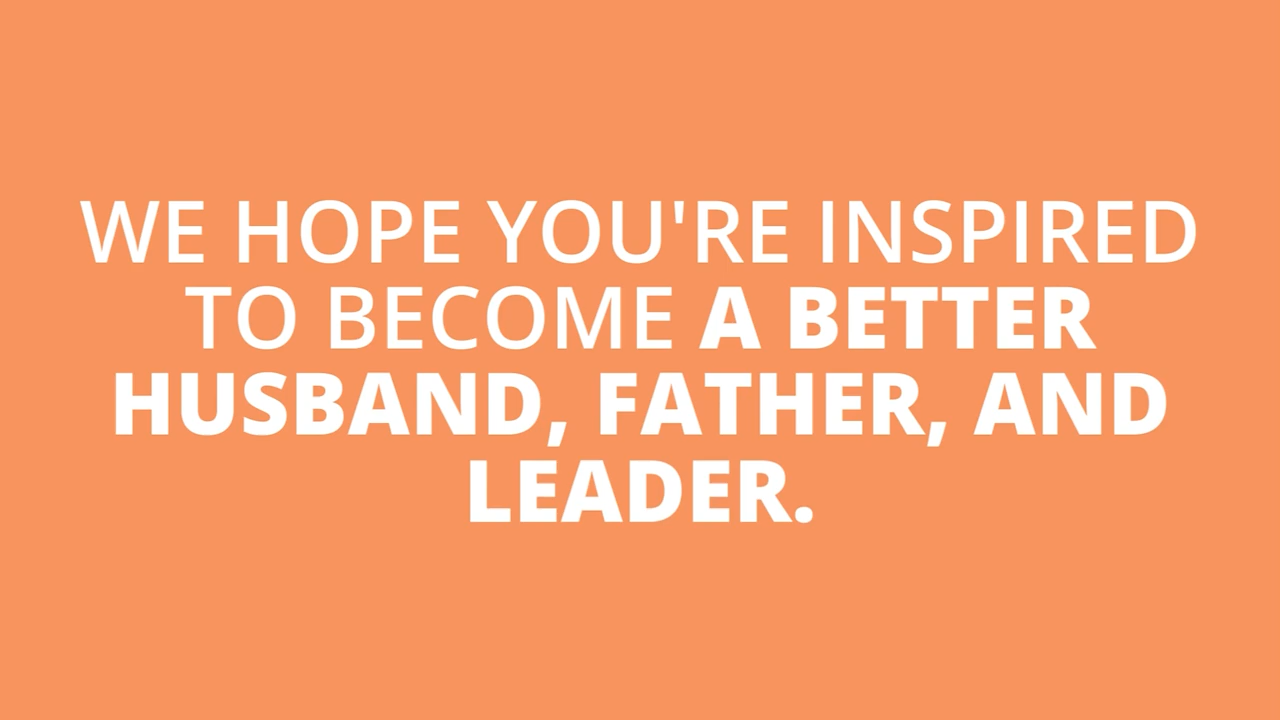 WE HOPE YOU'RE INSPIRED
TO BECOME A BETTER
HUSBAND, FATHER, AND
LEADER.